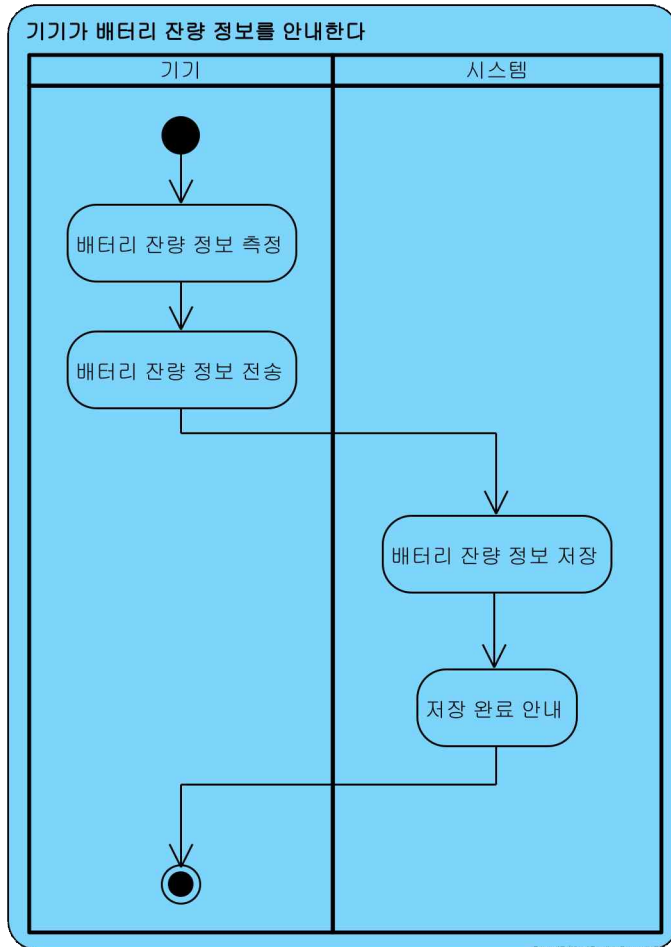 기기가 배터리 잔량 정보를 안내한다
기기
시스템
배터리 잔량 정보 측정
배터리 잔량 정보 전송
배터리 잔량 정보 저장
저장 완료 안내